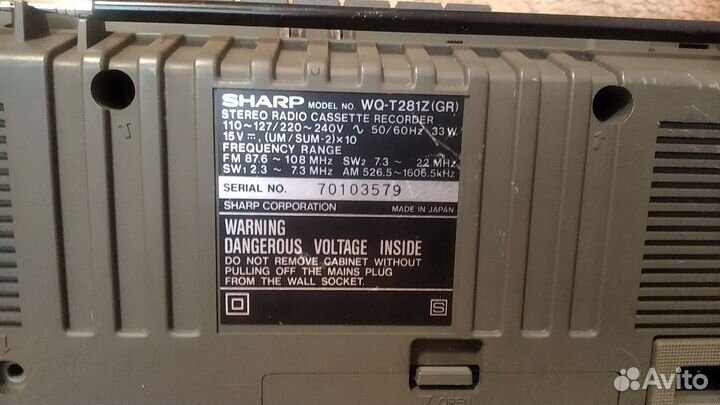 SHARP MODEL NO. WQ-T281Z(GR)
STEREO RADIO CASSETTE RECORDER
110~127/220~240V ∿ 50/60Hz 33W
15V ⎓ (UM/SUM-2)×10
FREQUENCY RANGE
FM 87.6 ~ 108 MHz SW2 7.3 ~ 22 MHz
SW1 2.3 ~ 7.3 MHz AM 526.5~1606.5kHz
SERIAL NO. 70103579
SHARP CORPORATION MADE IN JAPAN
WARNING
DANGEROUS VOLTAGE INSIDE
DO NOT REMOVE CABINET WITHOUT
PULLING OFF THE MAINS PLUG
FROM THE WALL SOCKET.
S
OPEN
Avito